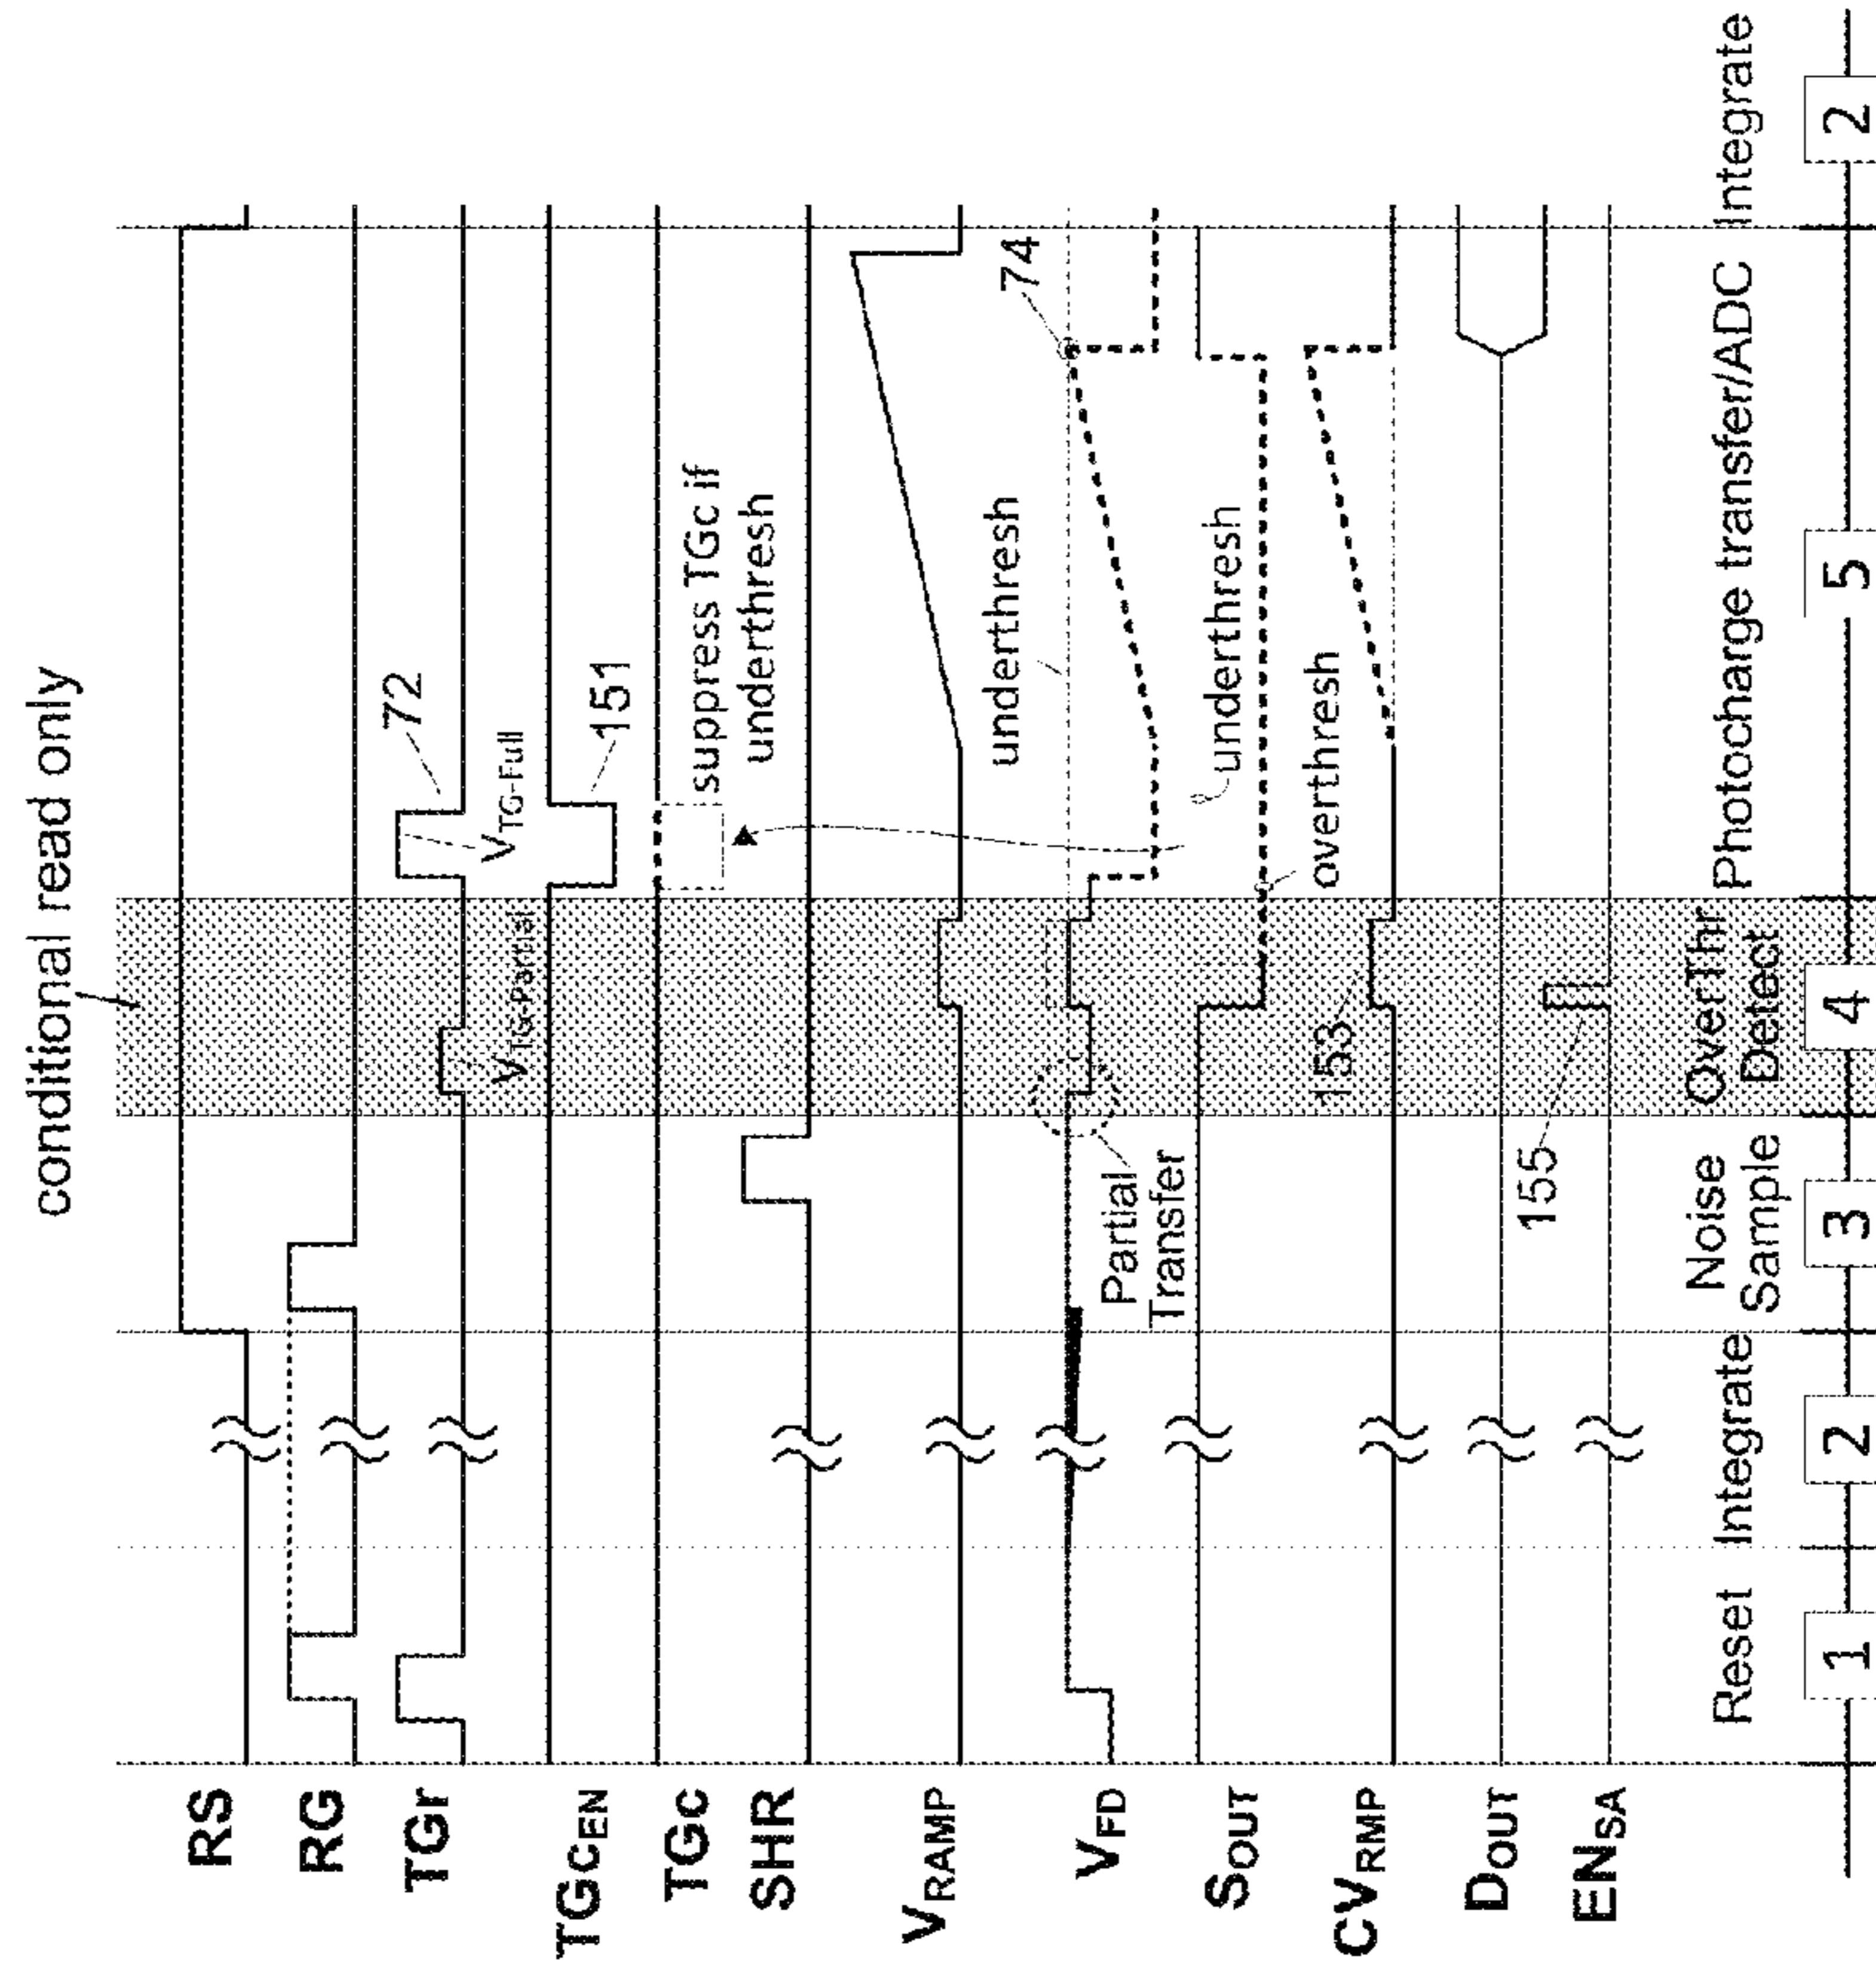 conditional read only
RS
RG
TGr
72
VTG-Partial
VTG-Full
TGcEN
151
TGc
suppress TGc if
underthresh
SHR
VRAMP
underthresh
74
VFD
Partial
Transfer
SOUT
underthresh
overthresh
CVRMP
153
DOUT
155
ENSA
Reset
Integrate
Noise
Sample
OverThr
Detect
Photocharge transfer/ADC
Integrate
1
2
3
4
5
2